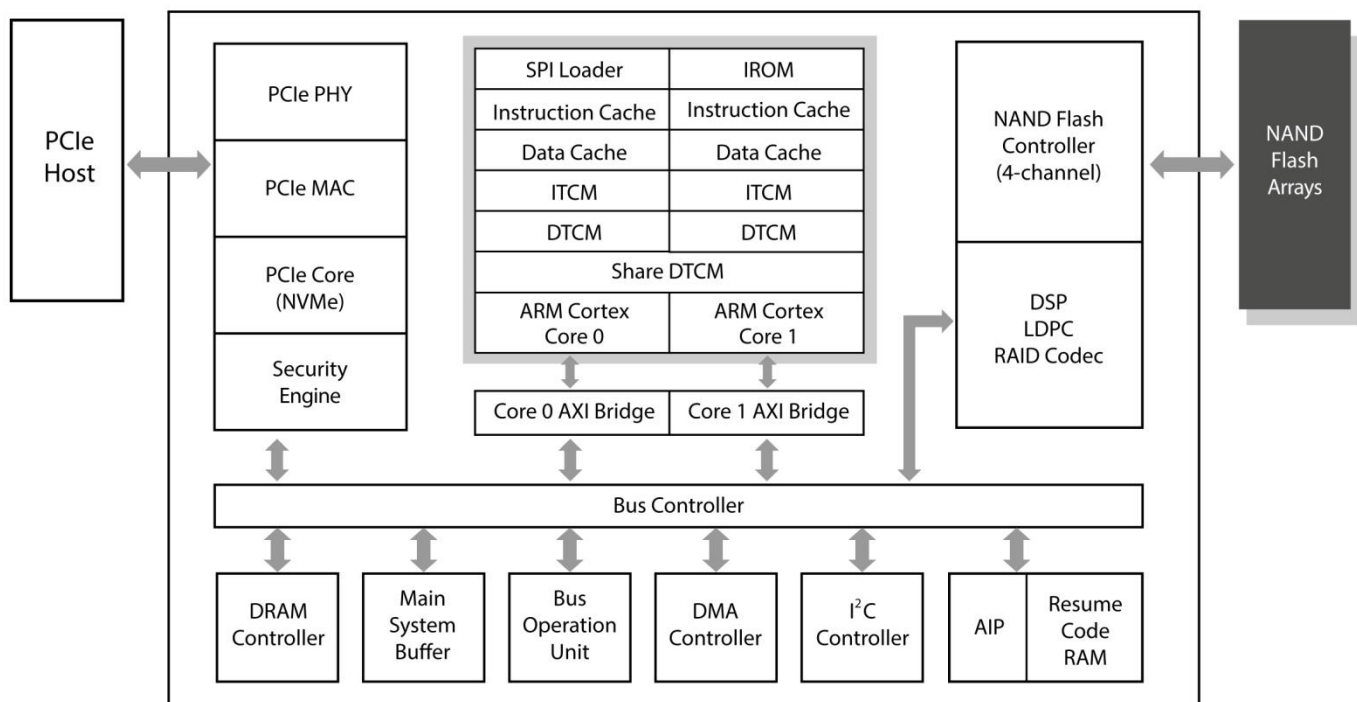 PCIe
Host
PCIe PHY
PCIe MAC
PCIe Core
(NVMe)
Security
Engine
SPI Loader
IROM
Instruction Cache
Instruction Cache
Data Cache
Data Cache
ITCM
ITCM
DTCM
DTCM
Share DTCM
ARM Cortex
Core 0
ARM Cortex
Core 1
Core 0 AXI Bridge
Core 1 AXI Bridge
NAND Flash
Controller
(4-channel)
DSP
LDPC
RAID Codec
NAND
Flash
Arrays
Bus Controller
DRAM
Controller
Main
System
Buffer
Bus
Operation
Unit
DMA
Controller
I²C
Controller
AIP
Resume
Code
RAM